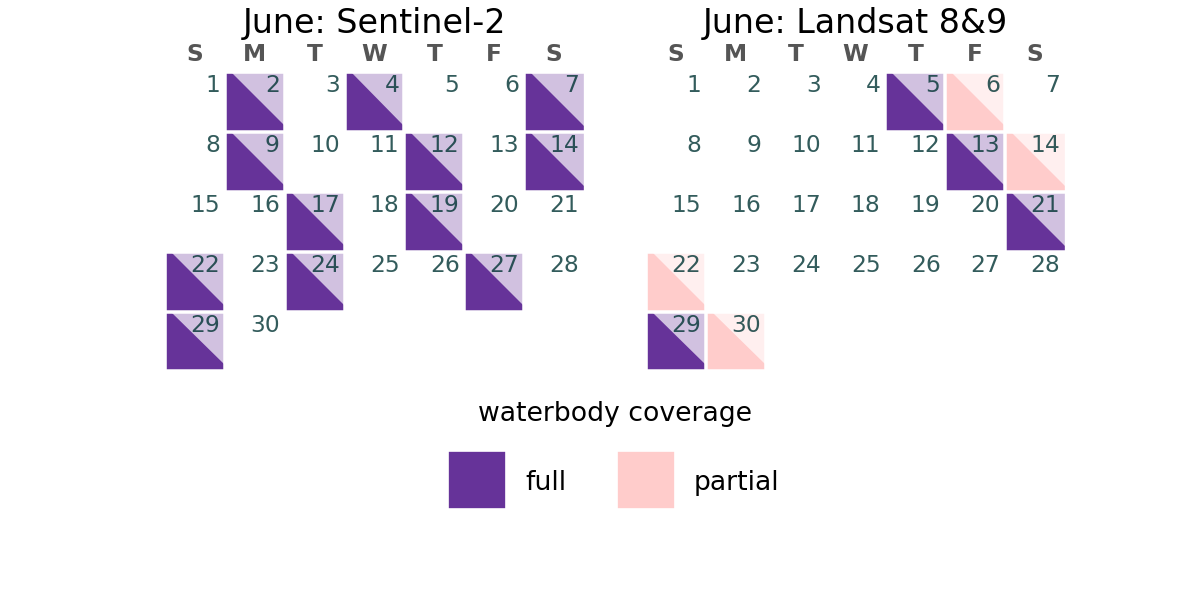 June: Sentinel-2
S M T W T F S
1 2 3 4 5 6 7
8 9 10 11 12 13 14
15 16 17 18 19 20 21
22 23 24 25 26 27 28
29 30
June: Landsat 8&9
S M T W T F S
1 2 3 4 5 6 7
8 9 10 11 12 13 14
15 16 17 18 19 20 21
22 23 24 25 26 27 28
29 30
waterbody coverage
full partial